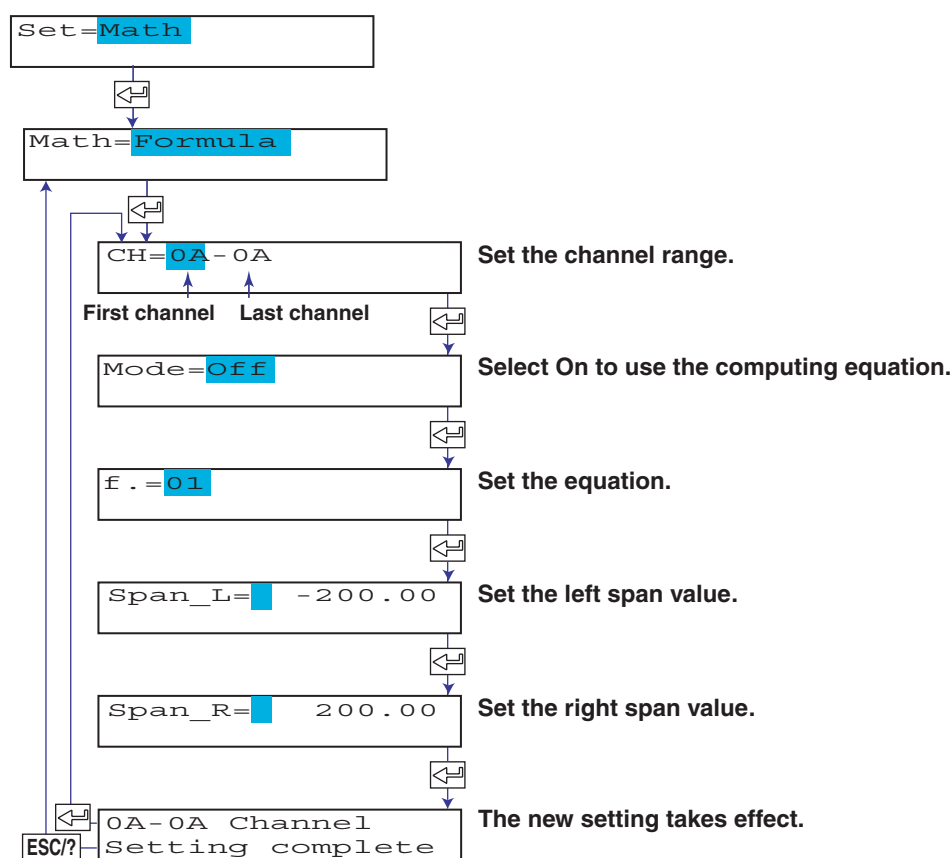 Set=Math
Math=Formula
CH=0A-0A
Set the channel range.
First channel
Last channel
Mode=Off
Select On to use the computing equation.
f.=01
Set the equation.
Span_L= -200.00
Set the left span value.
Span_R= 200.00
Set the right span value.
0A-0A Channel
The new setting takes effect.
ESC/?
Setting complete